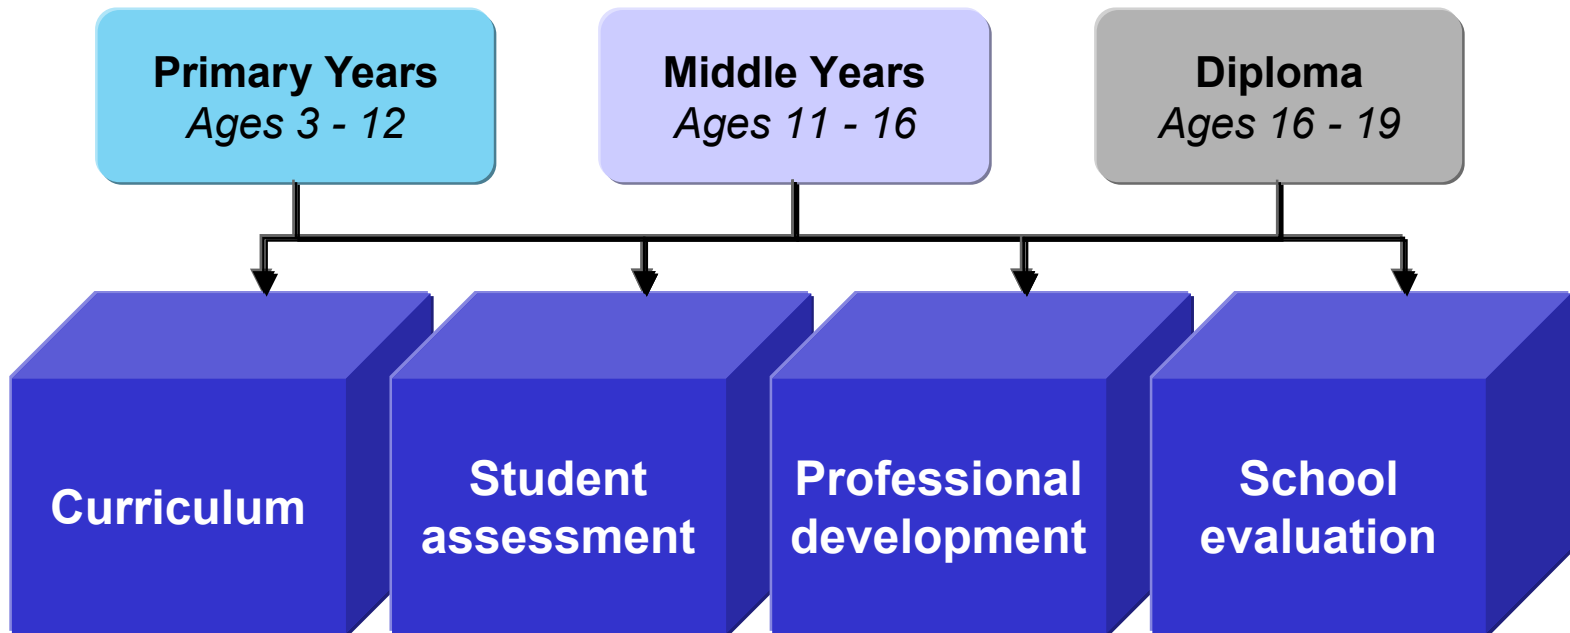 Primary Years
Ages 3 - 12
Middle Years
Ages 11 - 16
Diploma
Ages 16 - 19
Curriculum
Student
assessment
Professional
development
School
evaluation